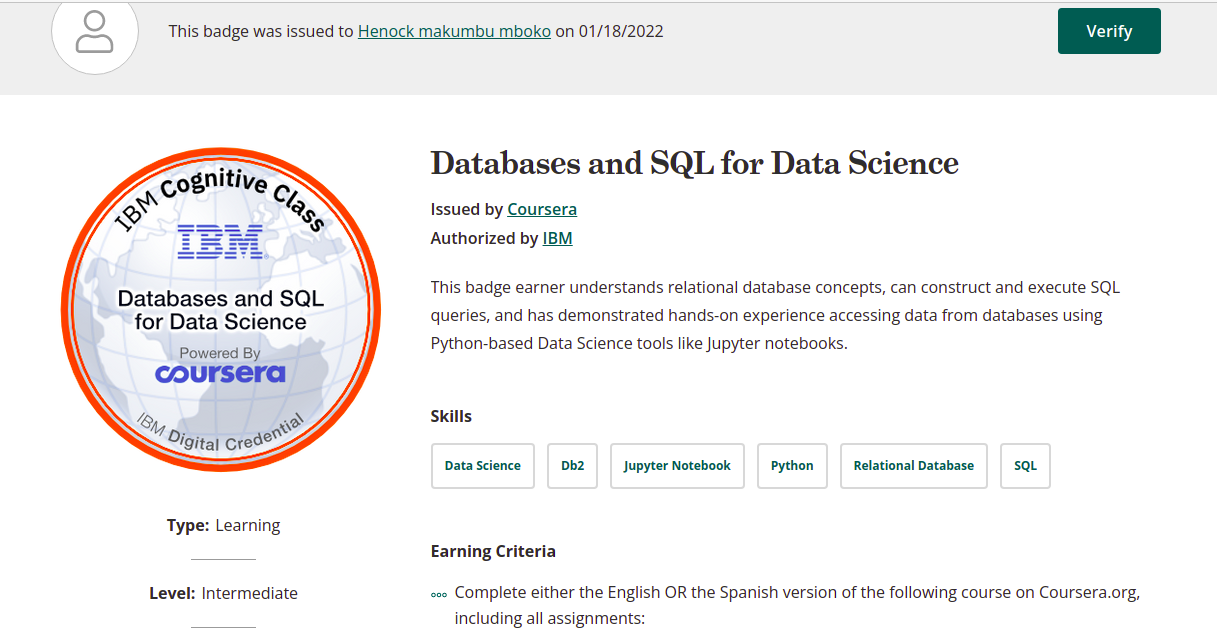 This badge was issued to Henock makumbu mboko on 01/18/2022
Verify
IBM Cognitive Class
IBM
Databases and SQL
for Data Science
Powered By
coursera
IBM Digital Credential
Type: Learning
Level: Intermediate
Databases and SQL for Data Science
Issued by Coursera
Authorized by IBM
This badge earner understands relational database concepts, can construct and execute SQL
queries, and has demonstrated hands-on experience accessing data from databases using
Python-based Data Science tools like Jupyter notebooks.
Skills
Data Science Db2 Jupyter Notebook Python Relational Database SQL
Earning Criteria
Complete either the English OR the Spanish version of the following course on Coursera.org,
including all assignments: